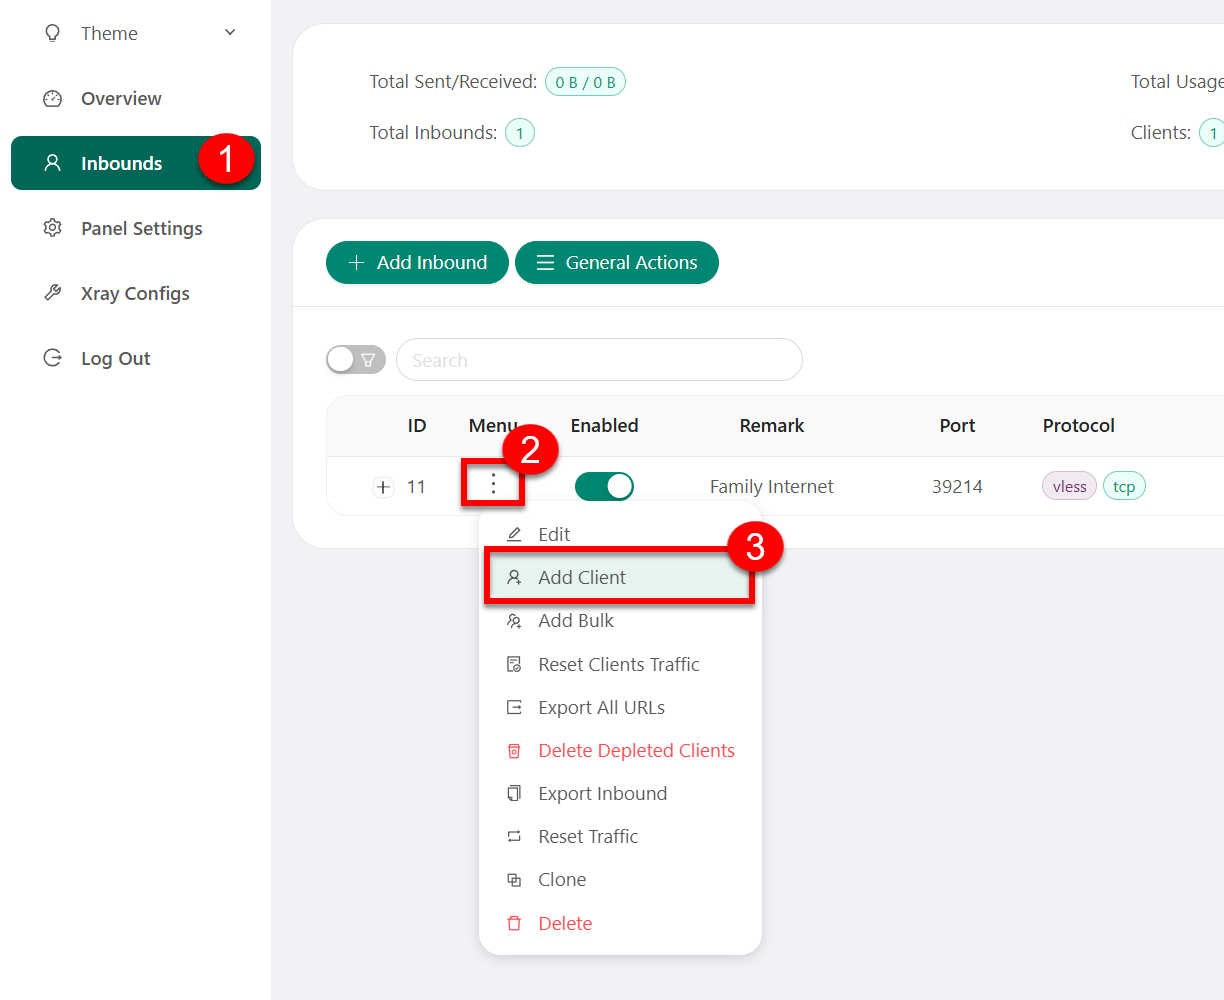 Theme
Overview
Inbounds
1
Panel Settings
Xray Configs
Log Out
Total Sent/Received: 0 B / 0 B
Total Usage
Total Inbounds: 1
Clients: 1
Add Inbound
General Actions
Search
ID Menu Enabled Remark Port Protocol
2
11 Family Internet 39214 vless tcp
Edit
3
Add Client
Add Bulk
Reset Clients Traffic
Export All URLs
Delete Depleted Clients
Export Inbound
Reset Traffic
Clone
Delete